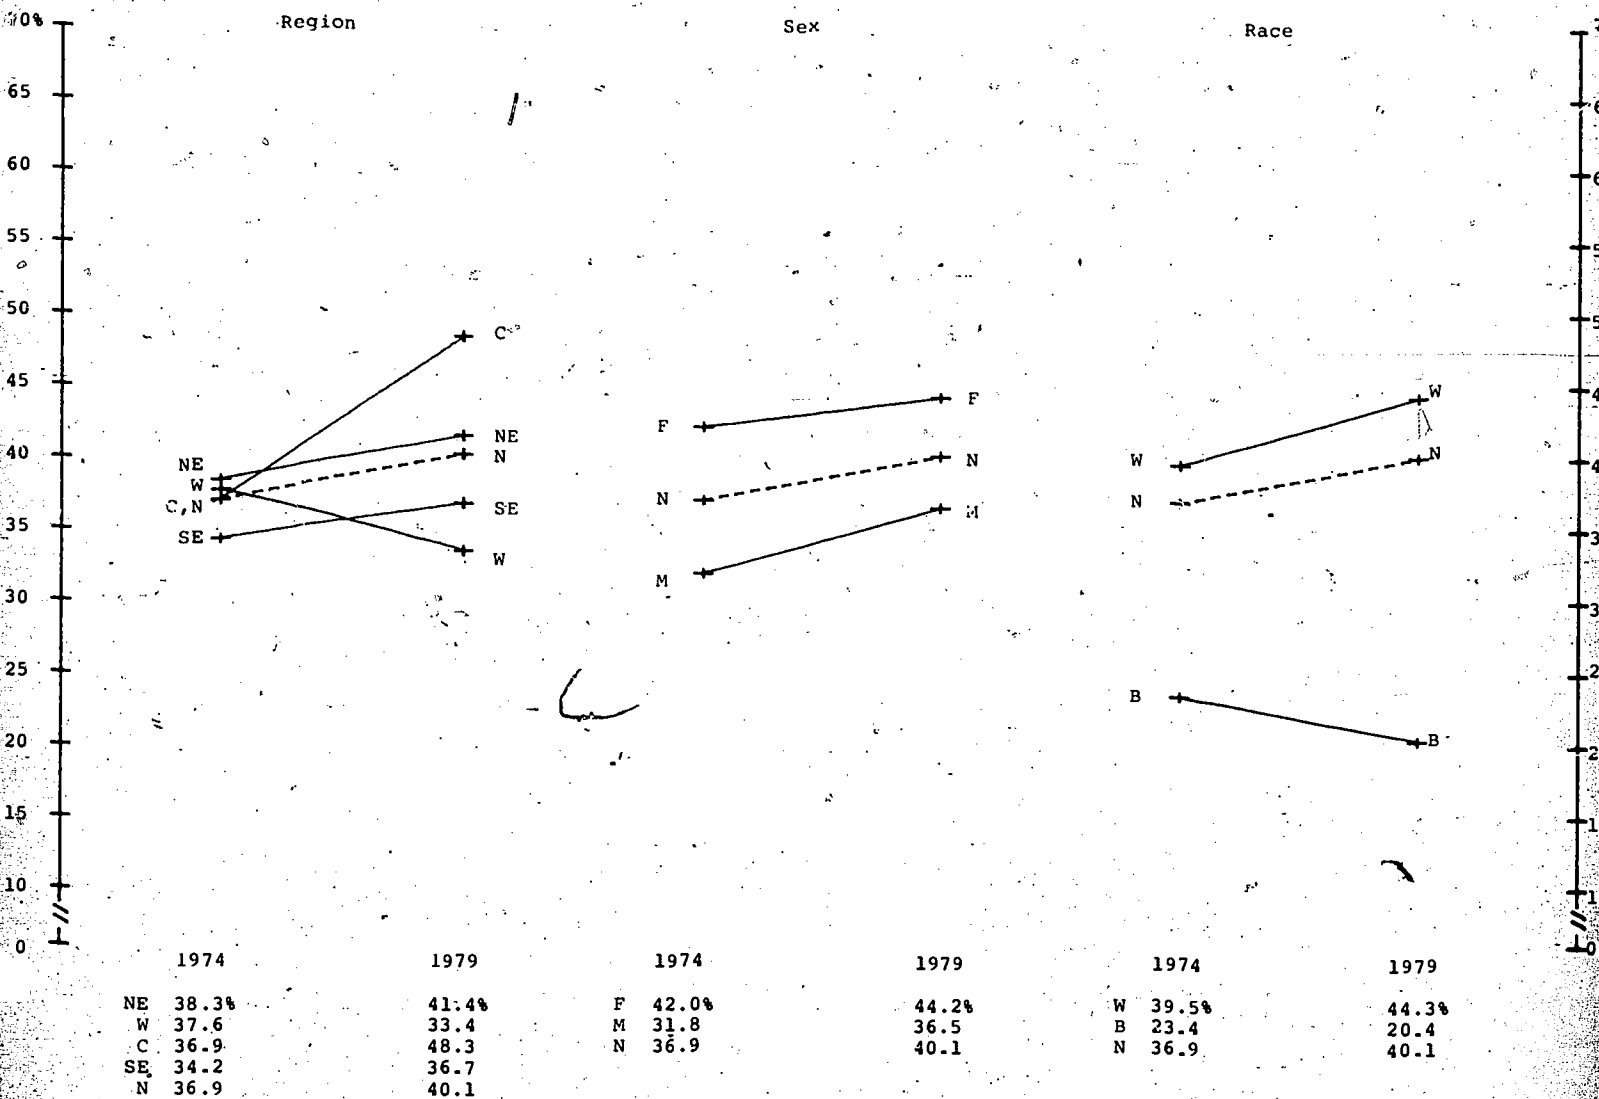 Region Sex Race
70%
65
60
55
50
45
40
35
30
25
20
15
10
0
C
NE
N
SE
W
NE
W
C,N
SE
F
N
M
F
N
M
W
N
B
W
N
B
1974 1979 1974 1979 1974 1979
NE 38.3% 41.4% F 42.0% 44.2% W 39.5% 44.3%
W 37.6 33.4 M 31.8 36.5 B 23.4 20.4
C 36.9 48.3 N 36.9 40.1 N 36.9 40.1
SE 34.2 36.7
N 36.9 40.1